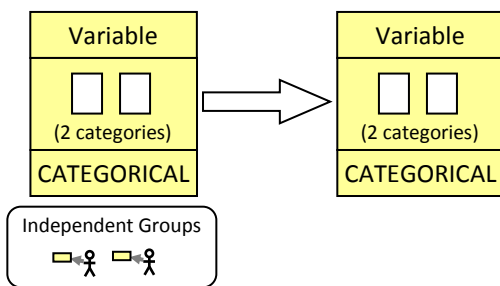 Variable
(2 categories)
CATEGORICAL
Independent Groups
Variable
(2 categories)
CATEGORICAL